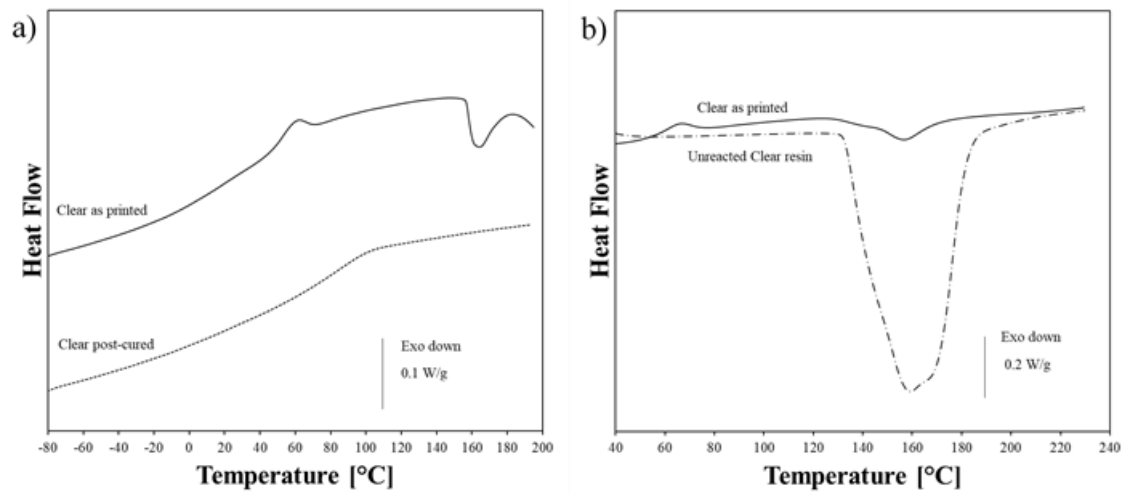 a)
Heat Flow
Clear as printed
Clear post-cured
Exo down
0.1 W/g
-80 -60 -40 -20 0 20 40 60 80 100 120 140 160 180 200
Temperature [°C]
b)
Heat Flow
Clear as printed
Unreacted Clear resin
Exo down
0.2 W/g
40 60 80 100 120 140 160 180 200 220 240
Temperature [°C]